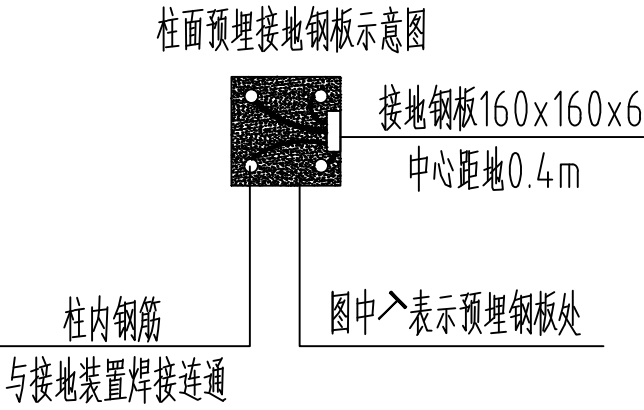 柱面预埋接地钢板示意图
接地钢板160x160x6
中心距地0.4m
柱内钢筋
与接地装置焊接连通
图中入表示预埋钢板处